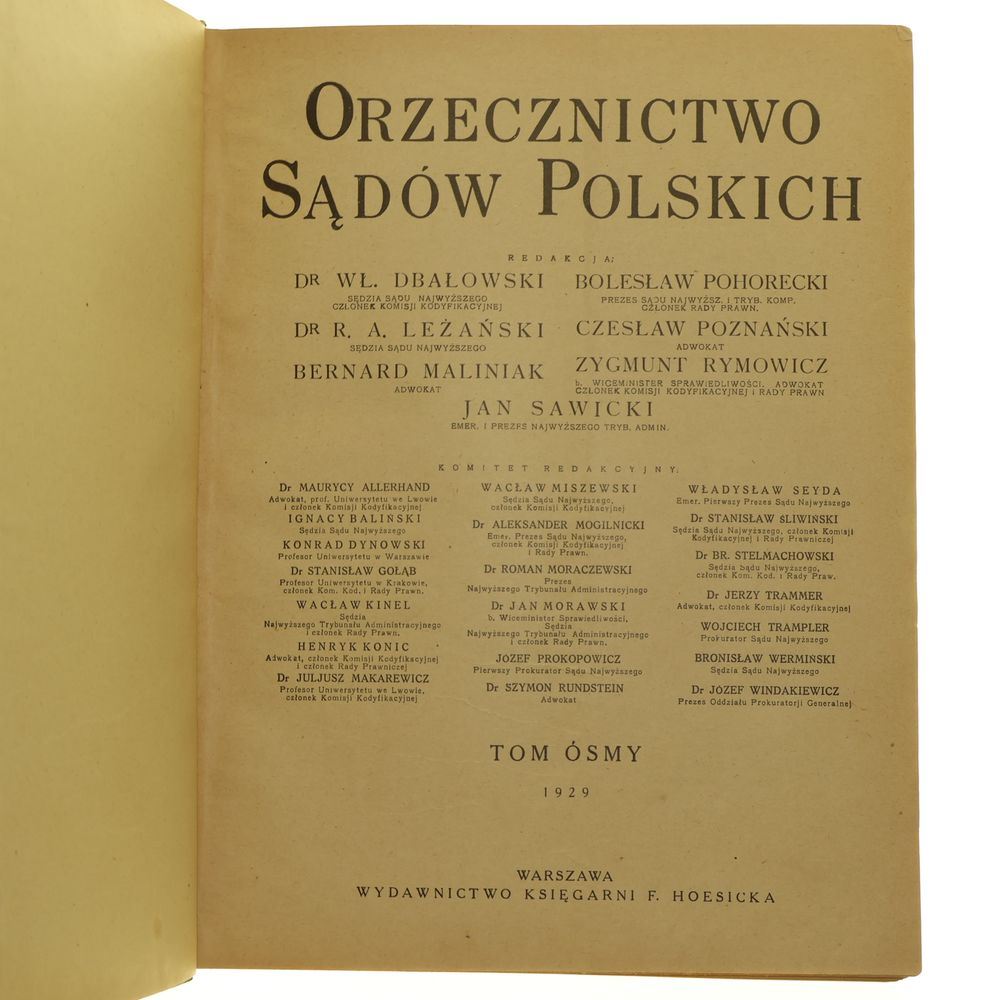 ORZECZNICTWO
SĄDÓW POLSKICH
REDAKCJA:
DR WŁ. DBAŁOWSKI
SĘDZIA SĄDU NAJWYŻSZEGO
CZŁONEK KOMISJI KODYFIKACYJNEJ
DR R. A. LEŻAŃSKI
SĘDZIA SĄDU NAJWYŻSZEGO
BERNARD MALINIAK
ADWOKAT
BOLESŁAW POHORECKI
PREZES SĄDU NAJWYŻSZ. I TRYB. KOMP.
CZŁONEK RADY PRAWN.
CZESŁAW POZNAŃSKI
ADWOKAT
ZYGMUNT RYMOWICZ
b. WICEMINISTER SPRAWIEDLIWOŚCI, ADWOKAT
CZŁONEK KOMISJI KODYFIKACYJNEJ i RADY PRAWN
JAN SAWICKI
EMER. I PREZES NAJWYŻSZEGO TRYB. ADMIN.
KOMITET REDAKCYJNY:
Dr MAURYCY ALLERHAND
Adwokat, prof. Uniwersytetu we Lwowie
i członek Komisji Kodyfikacyjnej
IGNACY BALIŃSKI
Sędzia Sądu Najwyższego
KONRAD DYNOWSKI
Profesor Uniwersytetu w Warszawie
Dr STANISŁAW GOŁĄB
Profesor Uniwersytetu w Krakowie,
członek Kom. Kod. i Rady Prawn.
WACŁAW KINEL
Sędzia
Najwyższego Trybunału Administracyjnego
i członek Rady Prawn.
HENRYK KONIC
Adwokat, członek Komisji Kodyfikacyjnej
i członek Rady Prawniczej
Dr JULJUSZ MAKAREWICZ
Profesor Uniwersytetu we Lwowie,
członek Komisji Kodyfikacyjnej
WACŁAW MISZEWSKI
Sędzia Sądu Najwyższego,
członek Komisji Kodyfikacyjnej
Dr ALEKSANDER MOGILNICKI
Emer. Prezes Sądu Najwyższego,
członek Komisji Kodyfikacyjnej
i Rady Prawn.
Dr ROMAN MORACZEWSKI
Prezes
Najwyższego Trybunału Administracyjnego
Dr JAN MORAWSKI
b. Wiceminister Sprawiedliwości,
Sędzia
Najwyższego Trybunału Administracyjnego
i członek Rady Prawn.
JÓZEF PROKOPOWICZ
Pierwszy Prokurator Sądu Najwyższego
Dr SZYMON RUNDSTEIN
Adwokat
WŁADYSŁAW SEYDA
Emer. Pierwszy Prezes Sądu Najwyższego
Dr STANISŁAW ŚLIWIŃSKI
Sędzia Sądu Najwyższego, członek Komisji
Kodyfikacyjnej i Rady Prawniczej
Dr BR. STELMACHOWSKI
Sędzia Sądu Najwyższego,
członek Kom. Kod. i Rady Praw.
Dr JERZY TRAMMER
Adwokat, członek Komisji Kodyfikacyjnej
WOJCIECH TRAMPLER
Prokurator Sądu Najwyższego
BRONISŁAW WERMIŃSKI
Sędzia Sądu Najwyższego
Dr JÓZEF WINDAKIEWICZ
Prezes Oddziału Prokuratorji Generalnej
TOM ÓSMY
1929
WARSZAWA
WYDAWNICTWO KSIĘGARNI F. HOESICKA